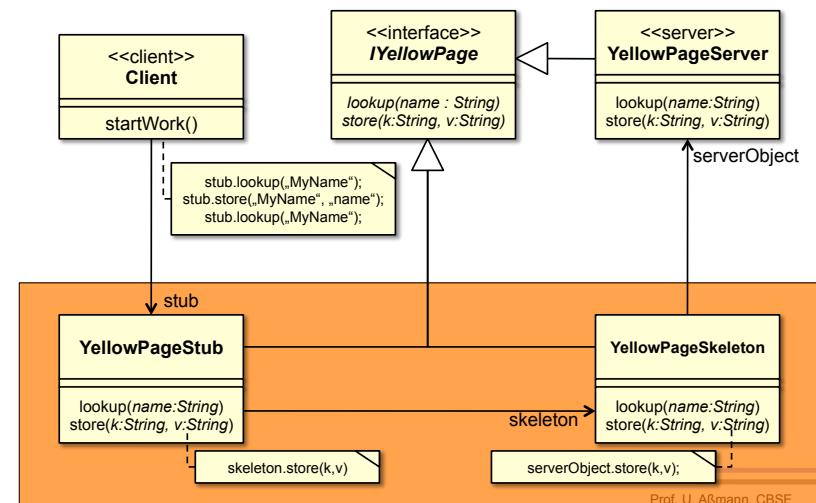 <<client>>
Client
startWork()
<<interface>>
IYellowPage
lookup(name : String)
store(k:String, v:String)
<<server>>
YellowPageServer
lookup(name:String)
store(k:String, v:String)
serverObject
stub.lookup(„MyName“);
stub.store(„MyName“, „name“);
stub.lookup(„MyName“);
stub
YellowPageStub
lookup(name:String)
store(k:String, v:String)
skeleton
YellowPageSkeleton
lookup(name:String)
store(k:String, v:String)
skeleton.store(k,v)
serverObject.store(k,v);
Prof. U. Aßmann, CBSE